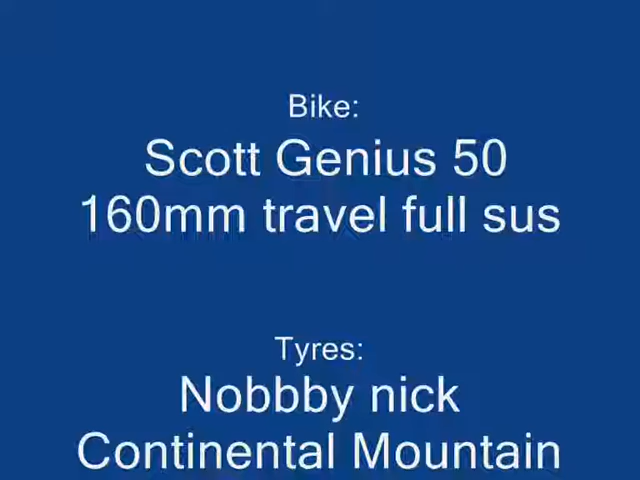 Bike:
Scott Genius 50
160mm travel full sus
Tyres:
Nobbby nick
Continental Mountain